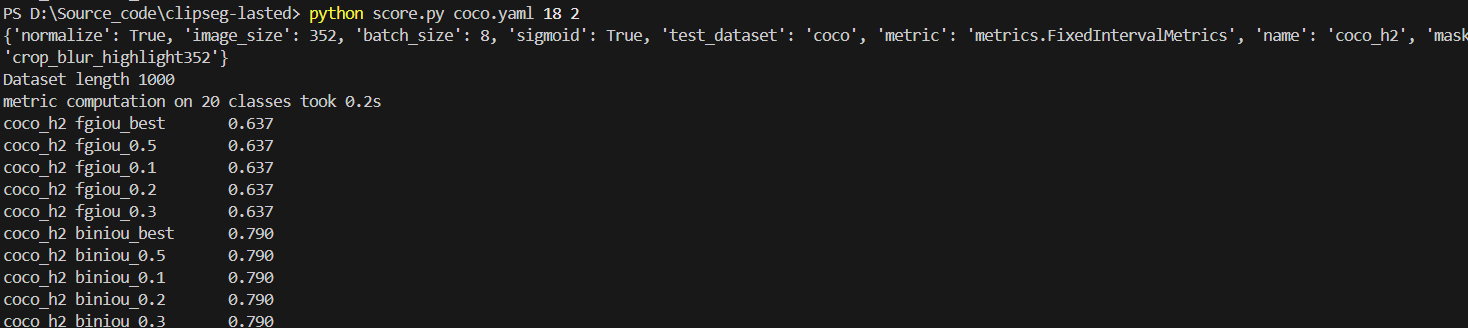 PS D:\Source_code\clipseg-lasted> python score.py coco.yaml 18 2
{'normalize': True, 'image_size': 352, 'batch_size': 8, 'sigmoid': True, 'test_dataset': 'coco', 'metric': 'metrics.FixedIntervalMetrics', 'name': 'coco_h2', 'mask
'crop_blur_highlight352'}
Dataset length 1000
metric computation on 20 classes took 0.2s
coco_h2 fgiou_best 0.637
coco_h2 fgiou_0.5 0.637
coco_h2 fgiou_0.1 0.637
coco_h2 fgiou_0.2 0.637
coco_h2 fgiou_0.3 0.637
coco_h2 biniou_best 0.790
coco_h2 biniou_0.5 0.790
coco_h2 biniou_0.1 0.790
coco_h2 biniou_0.2 0.790
coco_h2 biniou_0.3 0.790